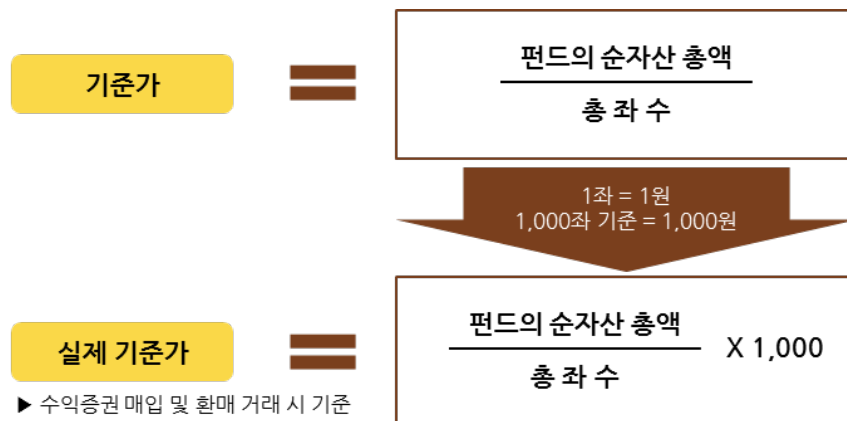 기준가
펀드의 순자산 총액
총 좌 수
1좌 = 1원
1,000좌 기준 = 1,000원
실제 기준가
펀드의 순자산 총액
총 좌 수
X 1,000
▶ 수익증권 매입 및 환매 거래 시 기준